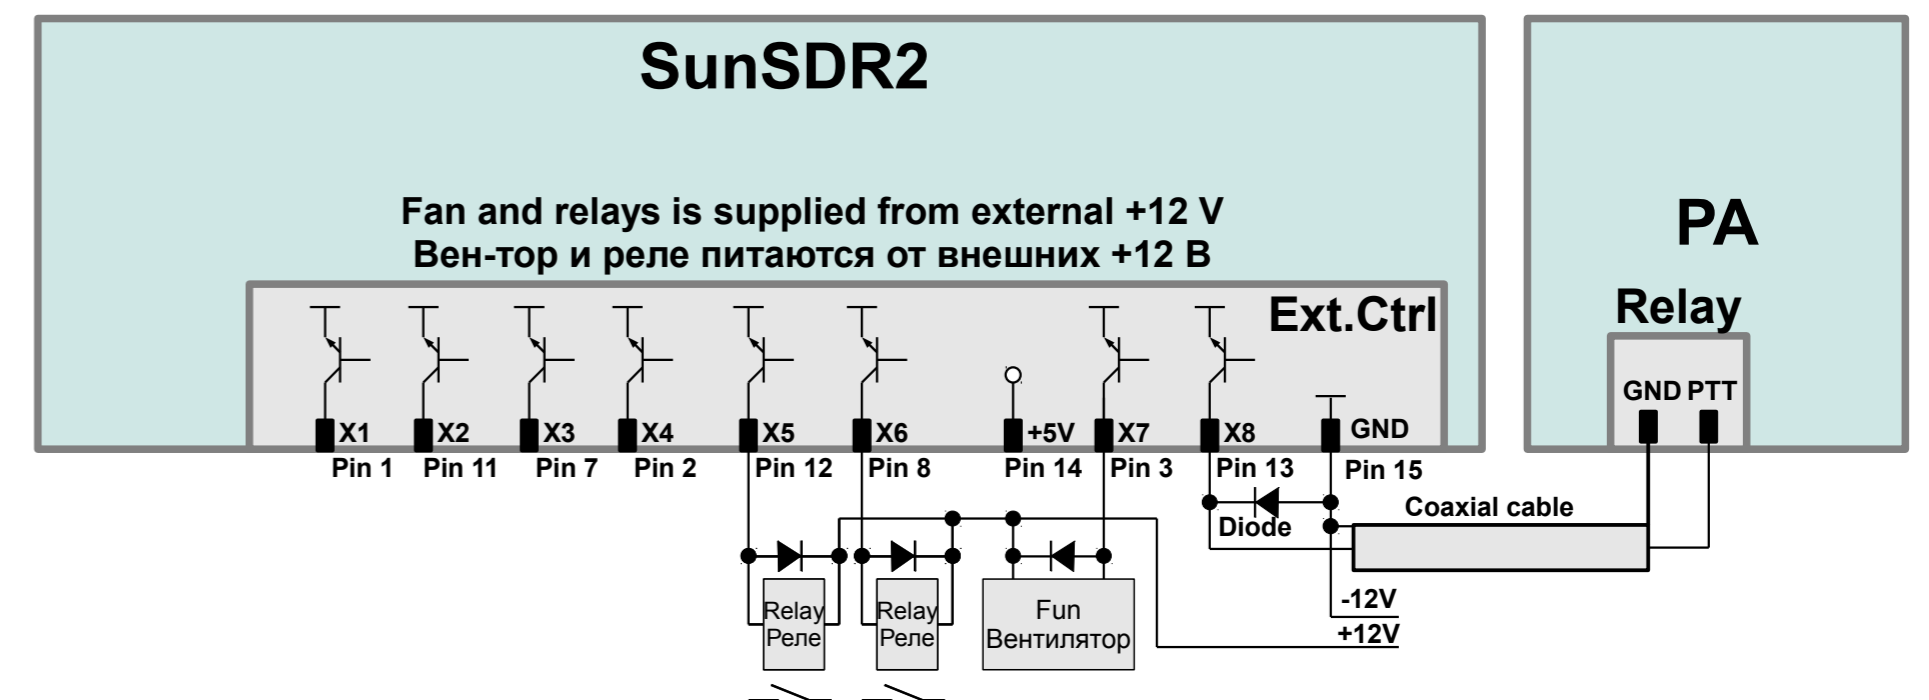 SunSDR2
Fan and relays is supplied from external +12 V
Вен-тор и реле питаются от внешних +12 В
PA
Relay
Ext.Ctrl
GND PTT
X1 X2 X3 X4 X5 X6 +5V X7 X8 GND
Pin 1 Pin 11 Pin 7 Pin 2 Pin 12 Pin 8 Pin 14 Pin 3 Pin 13 Pin 15
Coaxial cable
Diode
Relay
Реле
Relay
Реле
Fun
Вентилятор
-12V
+12V